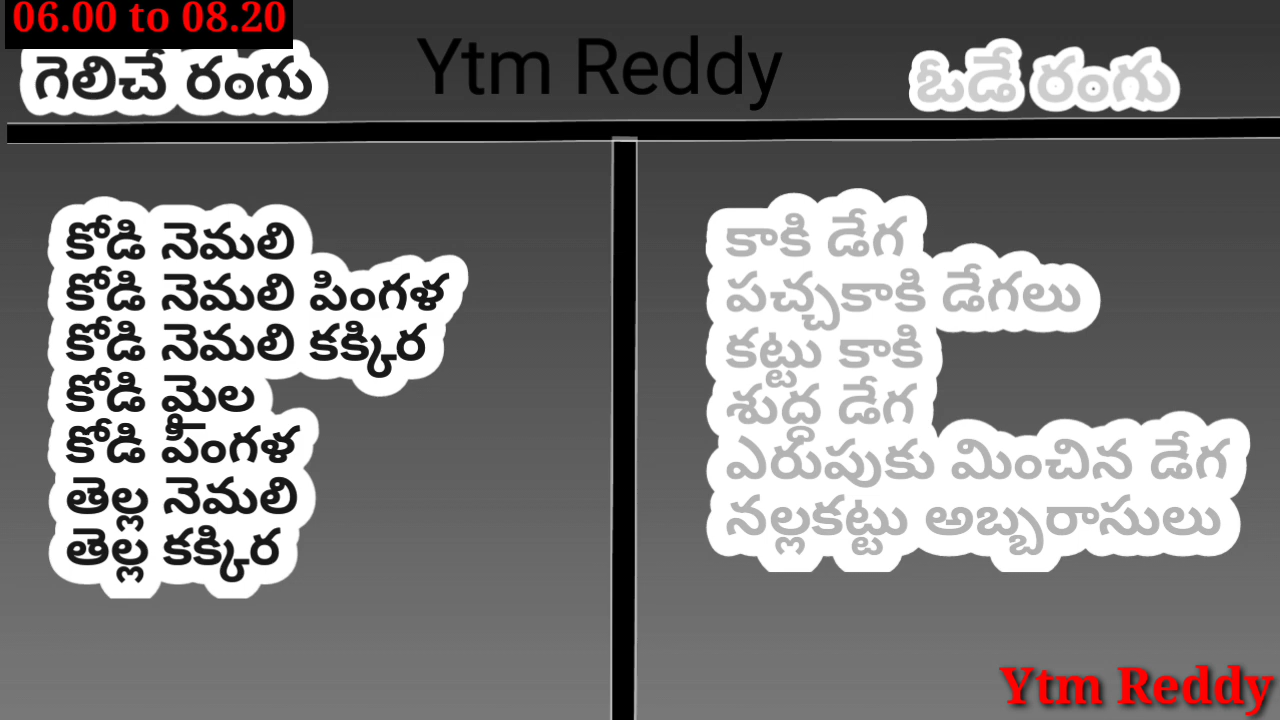 06.00 to 08.20
గెలిచే రంగు
Ytm Reddy
ఓడే రంగు
కోడి నెమలి
కోడి నెమలి పింగళ
కోడి నెమలి కక్కిర
కోడి మైల
కోడి పింగళ
తెల్ల నెమలి
తెల్ల కక్కిర
కాకి డేగ
పచ్చకాకి డేగలు
కట్టు కాకి
శుద్ధ డేగ
ఎరుపుకు మించిన డేగ
నల్లకట్టు అబ్బరాసులు
Ytm Reddy